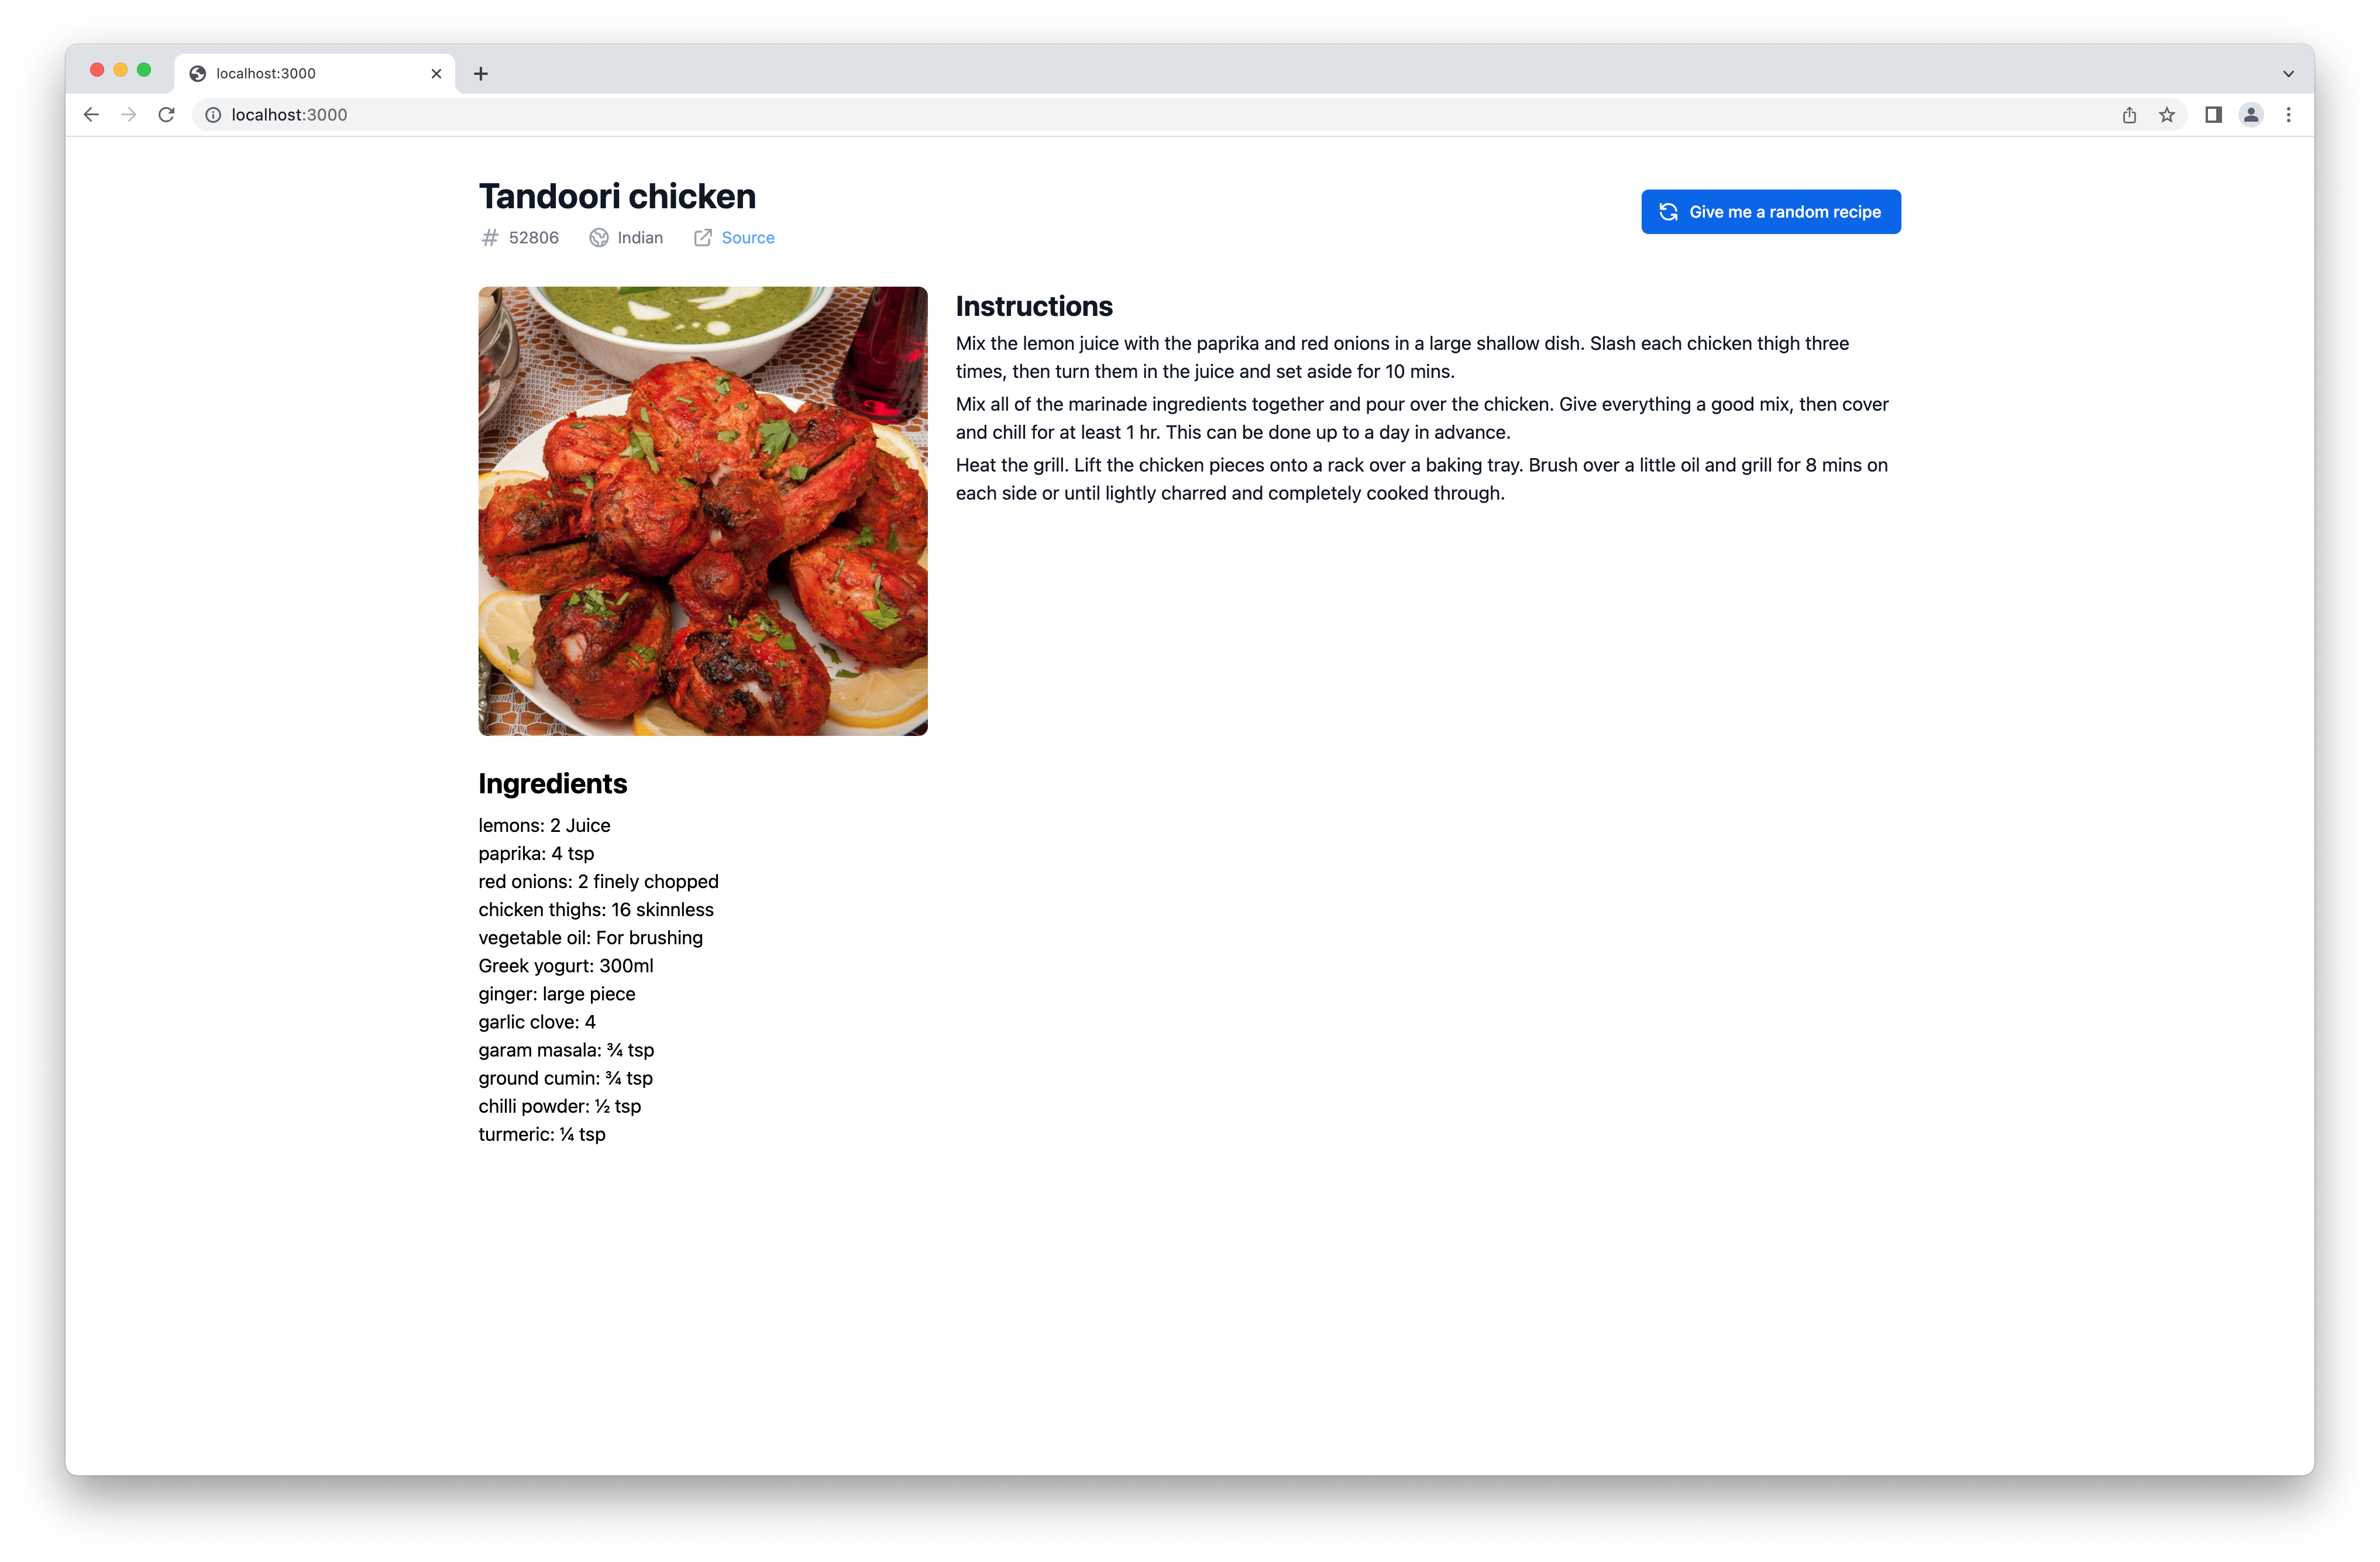 localhost:3000
localhost:3000
Tandoori chicken
# 52806 Indian Source
Give me a random recipe
Instructions
Mix the lemon juice with the paprika and red onions in a large shallow dish. Slash each chicken thigh three
times, then turn them in the juice and set aside for 10 mins.
Mix all of the marinade ingredients together and pour over the chicken. Give everything a good mix, then cover
and chill for at least 1 hr. This can be done up to a day in advance.
Heat the grill. Lift the chicken pieces onto a rack over a baking tray. Brush over a little oil and grill for 8 mins on
each side or until lightly charred and completely cooked through.
Ingredients
lemons: 2 Juice
paprika: 4 tsp
red onions: 2 finely chopped
chicken thighs: 16 skinnless
vegetable oil: For brushing
Greek yogurt: 300ml
ginger: large piece
garlic clove: 4
garam masala: ¾ tsp
ground cumin: ¾ tsp
chilli powder: ½ tsp
turmeric: ¼ tsp